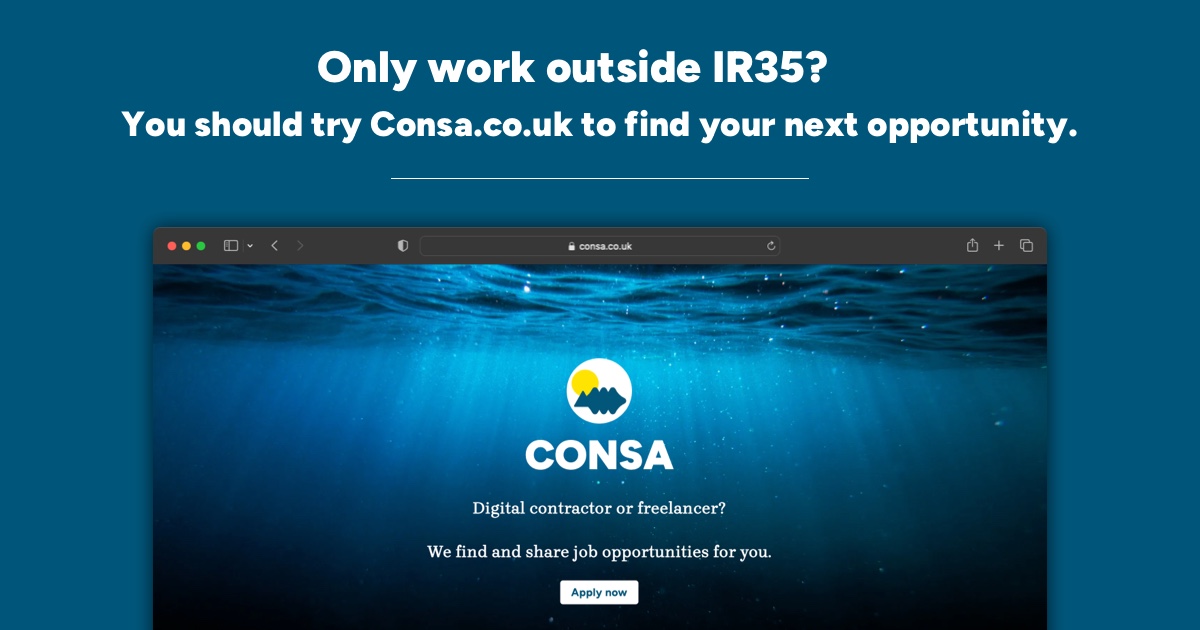 Only work outside IR35?
You should try Consa.co.uk to find your next opportunity.
consa.co.uk
CONSA
Digital contractor or freelancer?
We find and share job opportunities for you.
Apply now